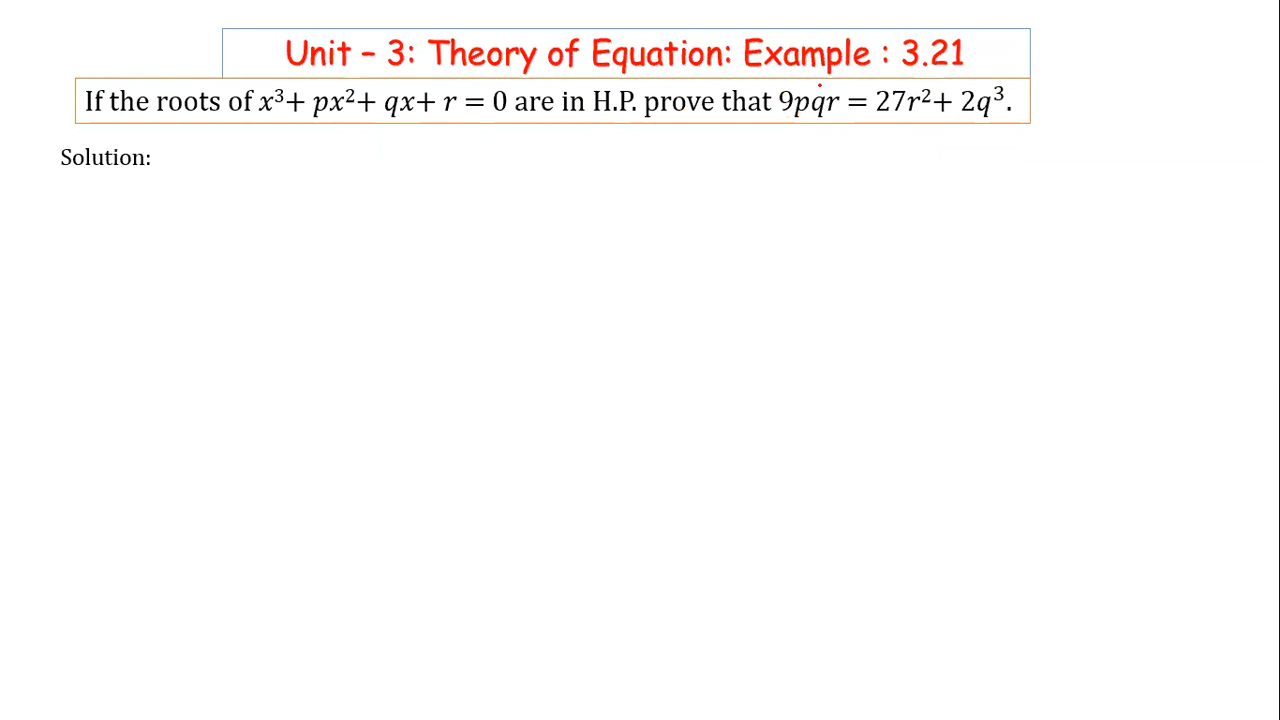 Unit – 3: Theory of Equation: Example : 3.21
If the roots of x³+ px²+ qx+ r = 0 are in H.P. prove that 9pqr = 27r²+ 2q³.
Solution: